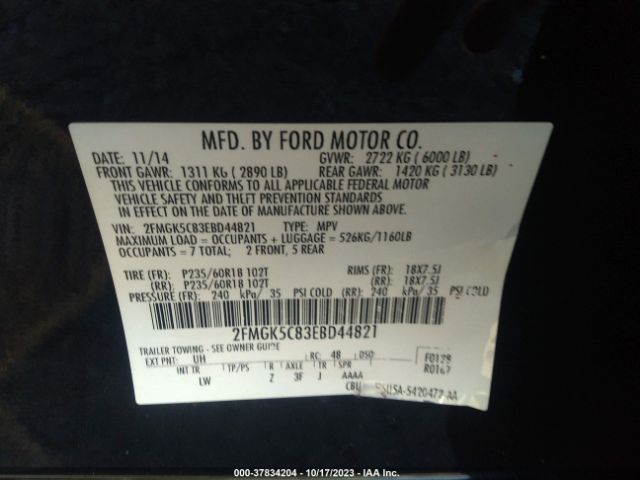 MFD. BY FORD MOTOR CO.
DATE: 11/14 GVWR: 2722 KG ( 6000 LB)
FRONT GAWR: 1311 KG ( 2890 LB) REAR GAWR: 1420 KG ( 3130 LB)
THIS VEHICLE CONFORMS TO ALL APPLICABLE FEDERAL MOTOR
VEHICLE SAFETY AND THEFT PREVENTION STANDARDS
IN EFFECT ON THE DATE OF MANUFACTURE SHOWN ABOVE.
VIN: 2FMGK5C83EBD44821 TYPE: MPV
MAXIMUM LOAD = OCCUPANTS + LUGGAGE = 526KG/1160LB
OCCUPANTS = 7 TOTAL; 2 FRONT, 5 REAR
TIRE (FR): P235/60R18 102T RIMS (FR): 18X7.5J
(RR): P235/60R18 102T (RR): 18X7.5J
PRESSURE (FR): 240 kPa/ 35 PSI COLD (RR): 240 kPa/ 35 PSI COLD
2FMGK5C83EBD44821
TRAILER TOWING - SEE OWNER GUIDE
EXT PNT: UH RC: 48 DSO:
INT TR TP/PS R AXLE TR SPR
LW Z 3F J AAAA
F0128
CBU 5420472-AA
000-37834204 - 10/17/2023 - IAA Inc.